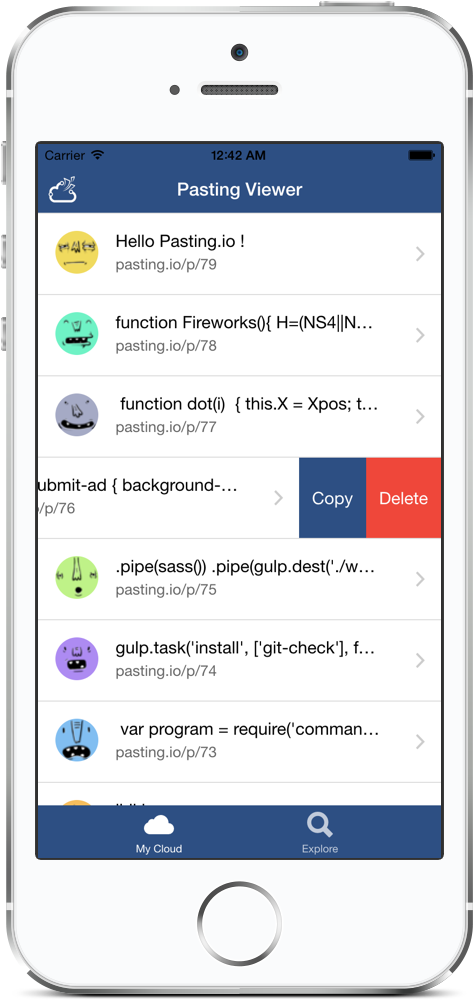 Carrier
12:42 AM
Pasting Viewer
Hello Pasting.io !
pasting.io/p/79
function Fireworks(){ H=(NS4||N…
pasting.io/p/78
function dot(i)  { this.X = Xpos; t…
pasting.io/p/77
ubmit-ad { background-…
/p/76
Copy
Delete
.pipe(sass()) .pipe(gulp.dest('./w…
pasting.io/p/75
gulp.task('install', ['git-check'], f…
pasting.io/p/74
var program = require('comman…
pasting.io/p/73
My Cloud
Explore